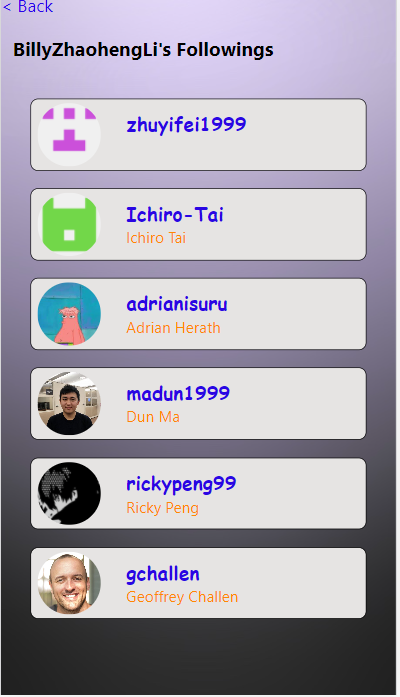 < Back
BillyZhaohengLi's Followings
zhuyifei1999
Ichiro-Tai
Ichiro Tai
adrianisuru
Adrian Herath
madun1999
Dun Ma
rickypeng99
Ricky Peng
gchallen
Geoffrey Challen